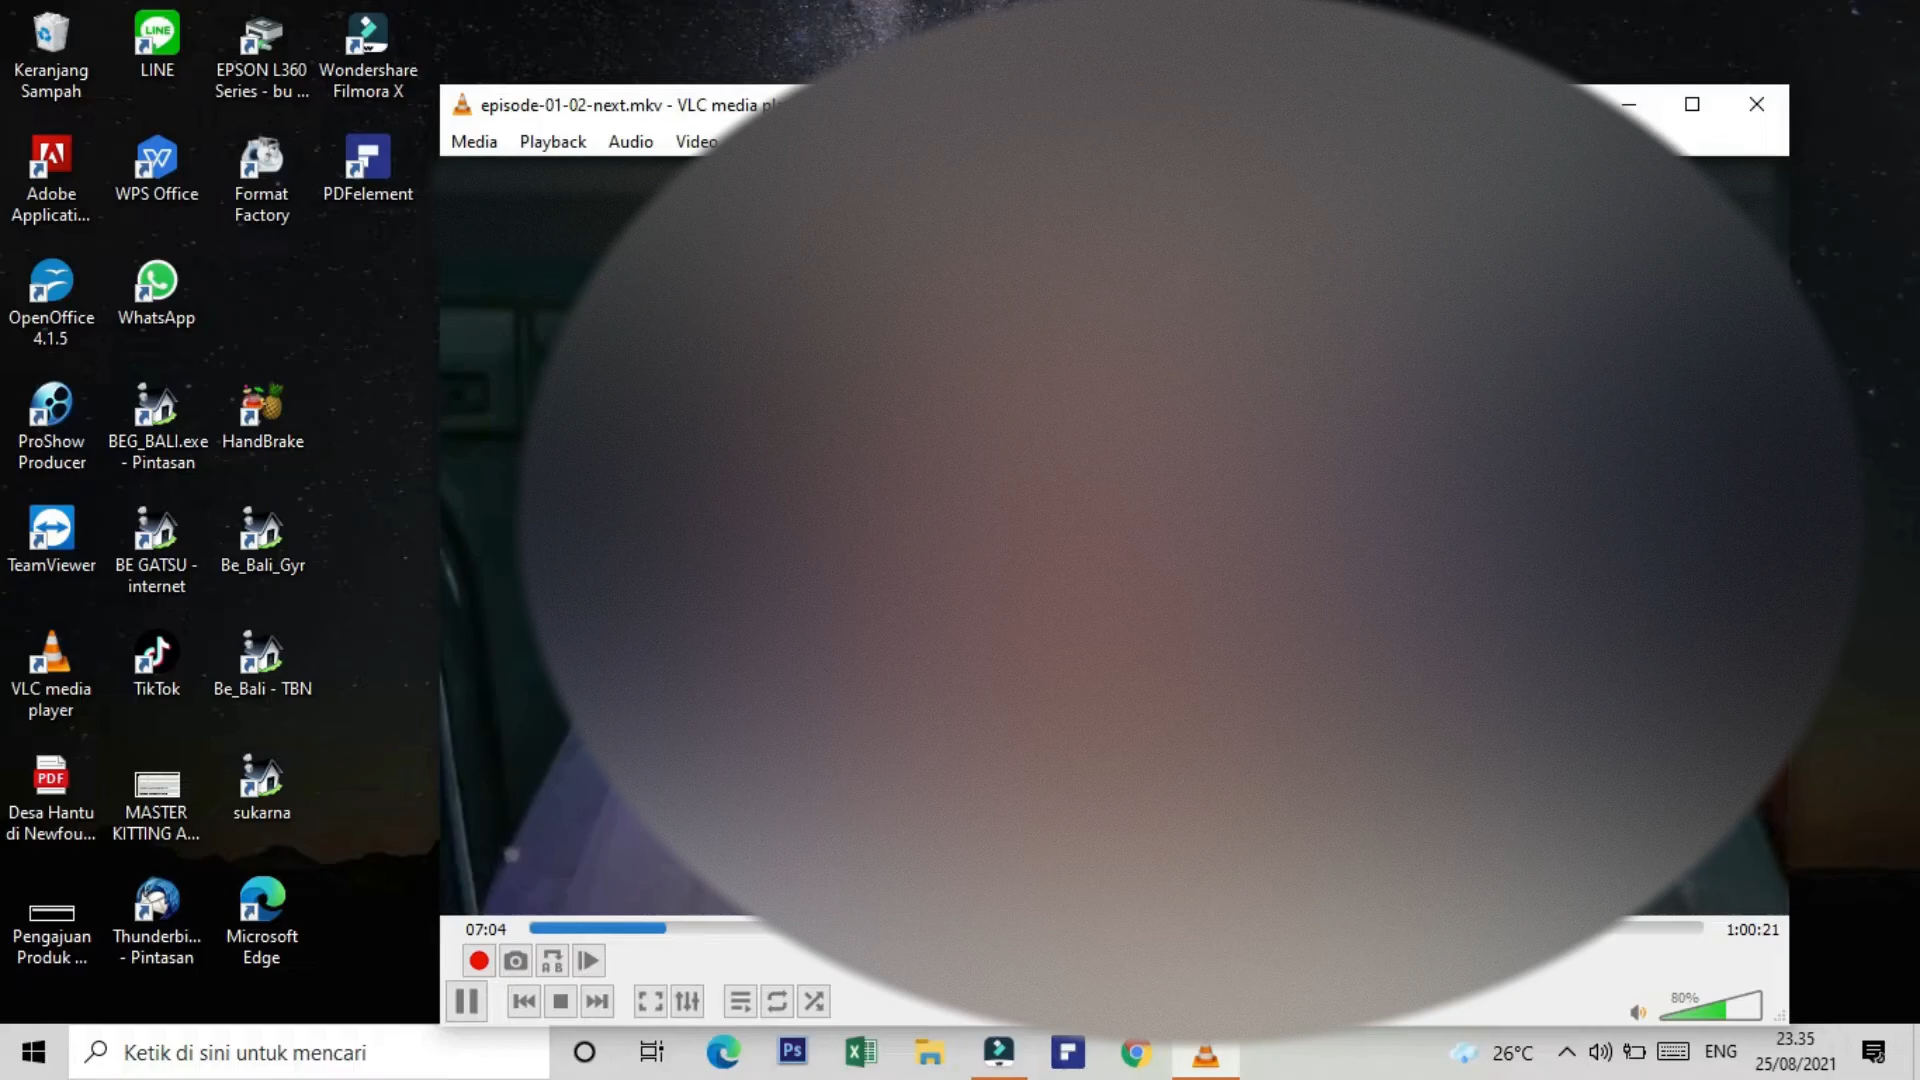 Keranjang
Sampah
LINE
EPSON L360
Series - bu ...
Wondershare
Filmora X
Adobe
Applicati...
WPS Office
Format
Factory
PDFelement
OpenOffice
4.1.5
WhatsApp
ProShow
Producer
BEG_BALI.exe
- Pintasan
HandBrake
TeamViewer
BE GATSU -
internet
Be_Bali_Gyr
VLC media
player
TikTok
Be_Bali - TBN
PDF
Desa Hantu
di Newfou...
MASTER
KITTING A...
sukarna
Pengajuan
Produk ...
Thunderbi...
- Pintasan
Microsoft
Edge
episode-01-02-next.mkv - VLC media
Media Playback Audio Video
07:04
1:00:21
80%
Ketik di sini untuk mencari
Ps
26°C
ENG
23.35
25/08/2021